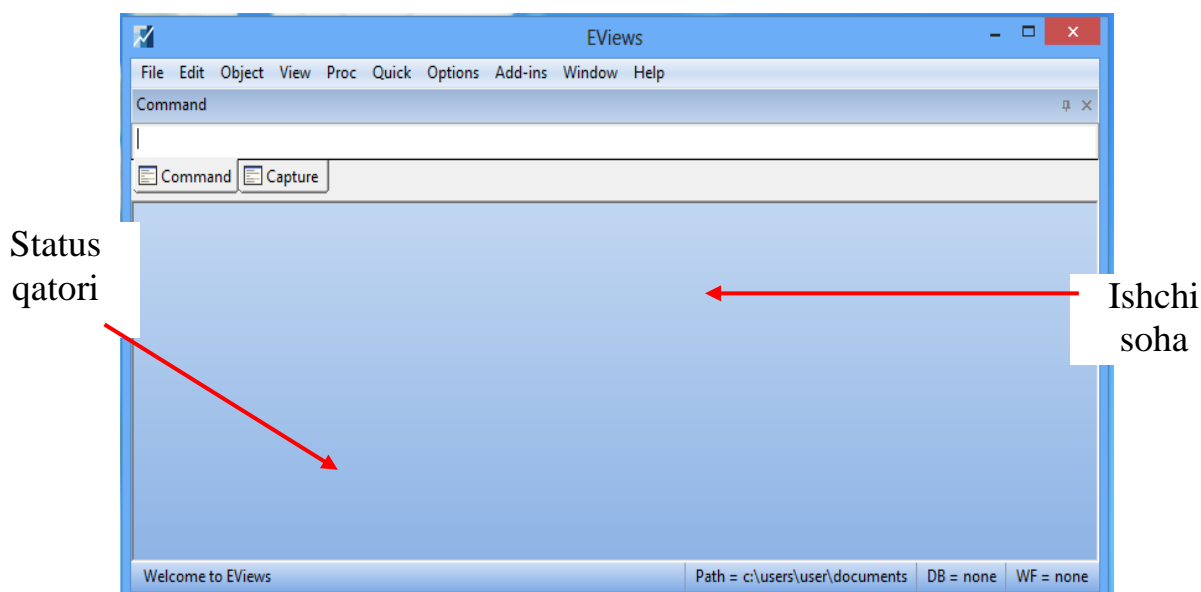 EViews
File Edit Object View Proc Quick Options Add-ins Window Help
Command
Command Capture
Status
qatori
Ishchi
soha
Welcome to EViews Path = c:\users\user\documents DB = none WF = none